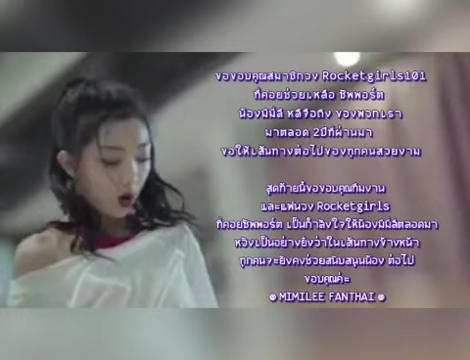 ขอขอบคุณสมาชิกวง Rocketgirls101
ที่คอยช่วยเหลือ ซัพพอร์ต
น้องมิมี่ลี หลีจื่อถิง ของพวกเรา
มาตลอด 2ปีที่ผ่านมา
ขอให้เส้นทางต่อไปของทุกคนสวยงาม
สุดท้ายนี้ขอขอบคุณทีมงาน
และแฟนวง Rocketgirls
ที่คอยซัพพอร์ต เป็นกำลังใจให้น้องมิมี่ลีตลอดมา
หวังเป็นอย่างยิ่งว่าในเส้นทางข้างหน้า
ทุกคนจะยังคงช่วยสนับสนุนน้อง ต่อไป
ขอบคุณค่ะ
MIMILEE FANTHAI